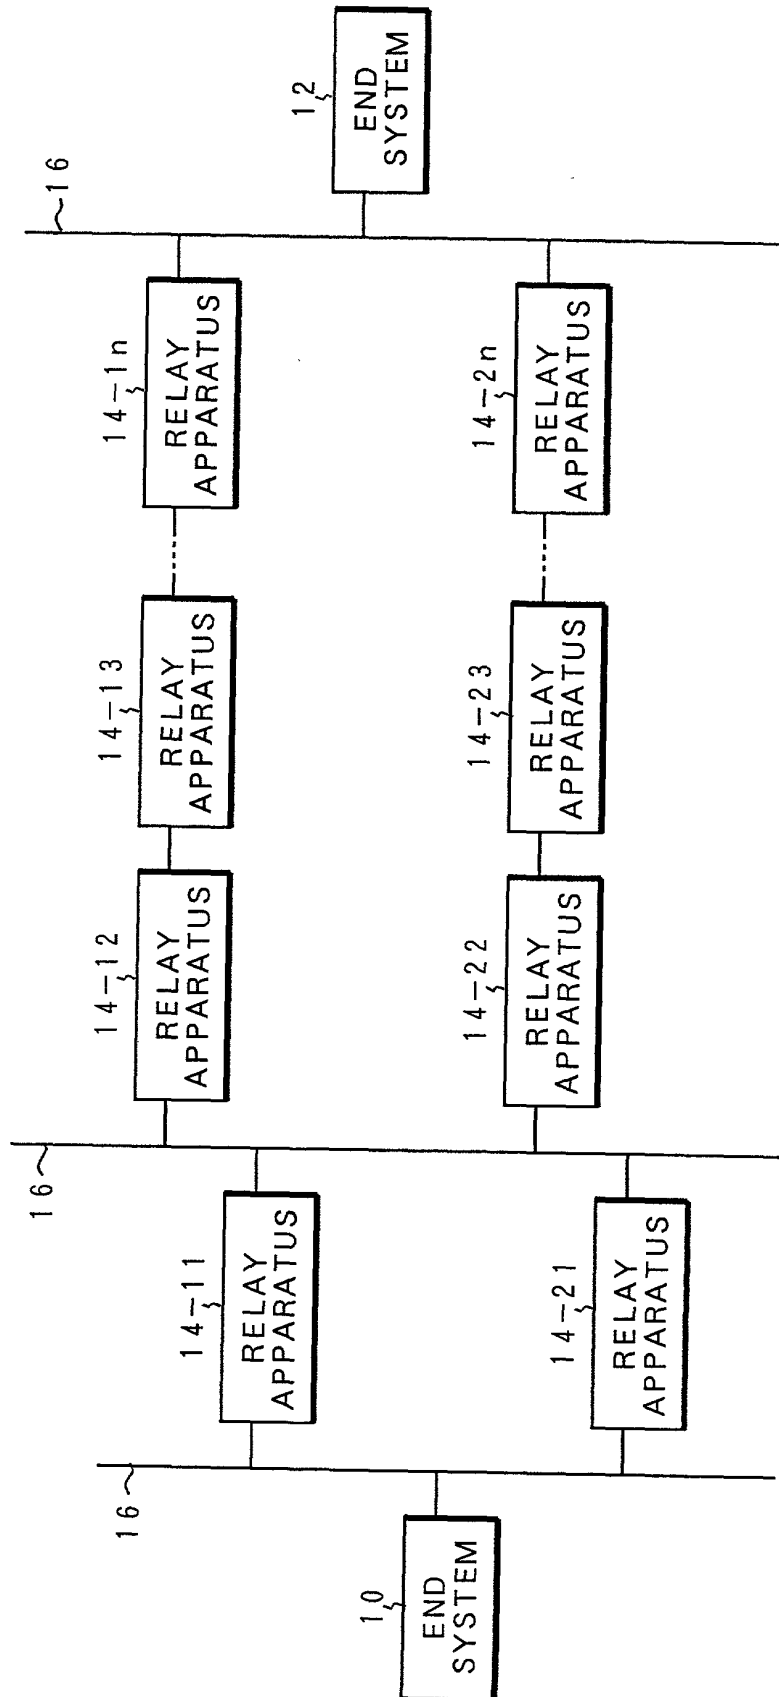 16
16
16
14-11
RELAY
APPARATUS
14-12
RELAY
APPARATUS
14-13
RELAY
APPARATUS
14-1n
RELAY
APPARATUS
10
END
SYSTEM
12
END
SYSTEM
14-21
RELAY
APPARATUS
14-22
RELAY
APPARATUS
14-23
RELAY
APPARATUS
14-2n
RELAY
APPARATUS